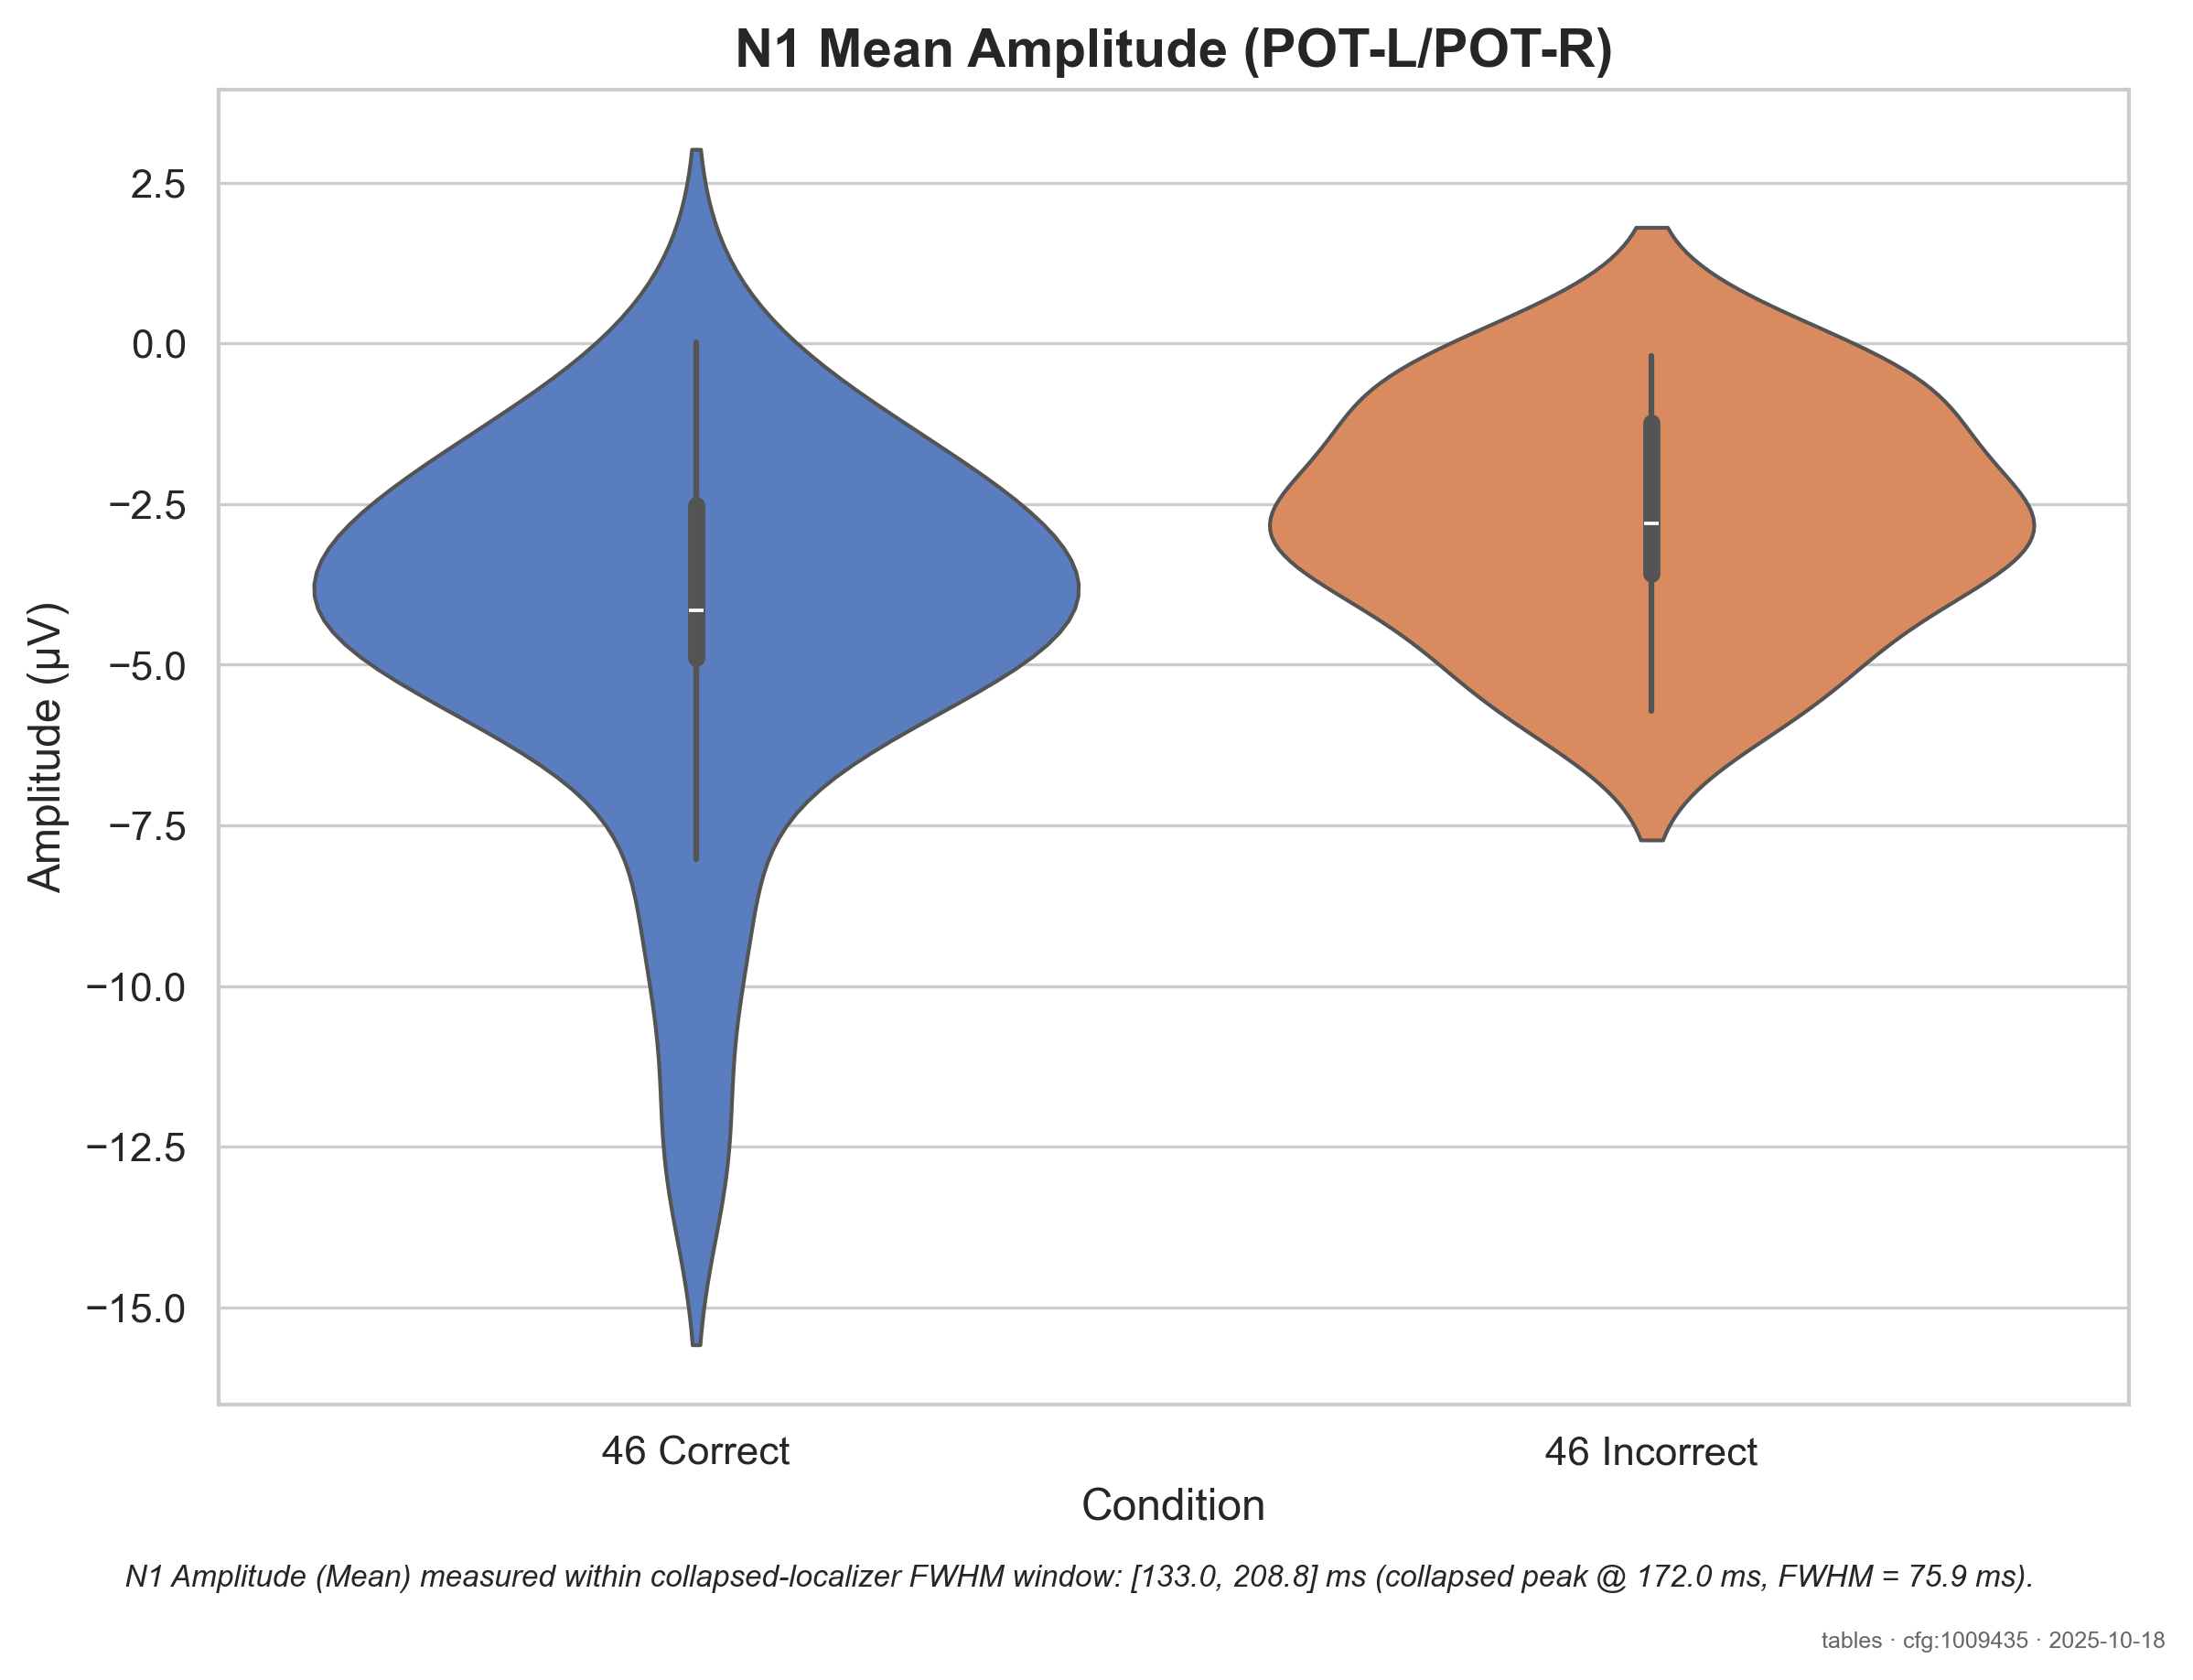 N1 Mean Amplitude (POT-L/POT-R)
Amplitude (µV)
2.5
0.0
−2.5
−5.0
−7.5
−10.0
−12.5
−15.0
46 Correct
46 Incorrect
Condition
N1 Amplitude (Mean) measured within collapsed-localizer FWHM window: [133.0, 208.8] ms (collapsed peak @ 172.0 ms, FWHM = 75.9 ms).
tables · cfg:1009435 · 2025-10-18